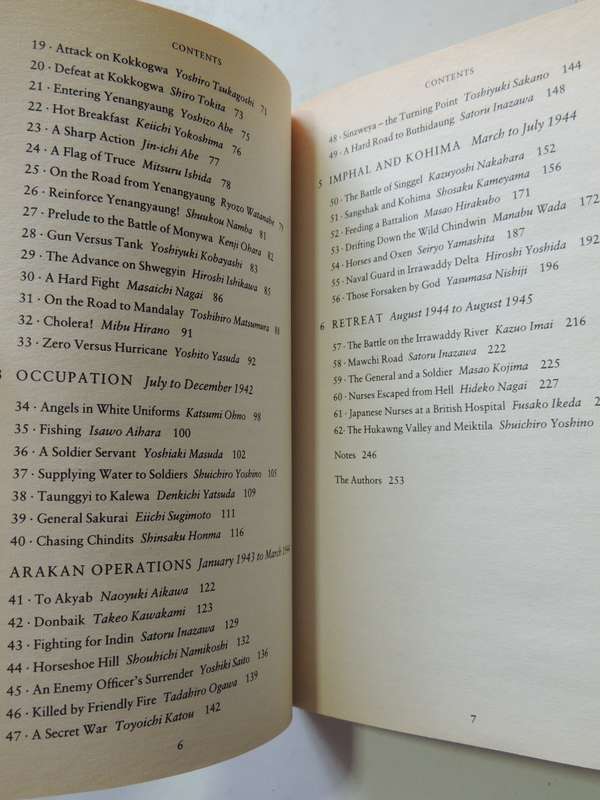 CONTENTS
19 · Attack on Kokkogwa Yoshiro Tsukagoshi 71
20 · Defeat at Kokkogwa Shiro Tokita 73
21 · Entering Yenangyaung Yoshizo Abe 75
22 · Hot Breakfast Keiichi Yokoshima 76
23 · A Sharp Action Jin-ichi Abe 77
24 · A Flag of Truce Mitsuru Ishida 78
25 · On the Road from Yenangyaung Ryozo Watanabe
26 · Reinforce Yenangyaung! Shuukou Namba 81
27 · Prelude to the Battle of Monywa Kenji Ohara 82
28 · Gun Versus Tank Yoshiyuki Kobayashi 83
29 · The Advance on Shwegyin Hiroshi Ishikawa 85
30 · A Hard Fight Masaichi Nagai 86
31 · On the Road to Mandalay Toshihiro Matsumura 88
32 · Cholera! Mibu Hirano 91
33 · Zero Versus Hurricane Yoshito Yasuda 92
OCCUPATION July to December 1942
34 · Angels in White Uniforms Katsumi Ohno 98
35 · Fishing Isawo Aihara 100
36 · A Soldier Servant Yoshiaki Masuda 102
37 · Supplying Water to Soldiers Shuichiro Yoshino 105
38 · Taunggyi to Kalewa Denkichi Yatsuda 109
39 · General Sakurai Eiichi Sugimoto 111
40 · Chasing Chindits Shinsaku Honma 116
ARAKAN OPERATIONS January 1943 to March 1944
41 · To Akyab Naoyuki Aikawa 122
42 · Donbaik Takeo Kawakami 123
43 · Fighting for Indin Satoru Inazawa 129
44 · Horseshoe Hill Shouhichi Namikoshi 132
45 · An Enemy Officer's Surrender Yoshiki Saito 136
46 · Killed by Friendly Fire Tadahiro Ogawa 139
47 · A Secret War Toyoichi Katou 142
6
CONTENTS
48 · Sinzweya – the Turning Point Toshiyuki Sakano 144
49 · A Hard Road to Buthidaung Satoru Inazawa 148
5 IMPHAL AND KOHIMA March to July 1944
50 · The Battle of Singgel Kazuyoshi Nakahara 152
51 · Sangshak and Kohima Shosaku Kameyama 156
52 · Feeding a Battalion Masao Hirakubo 171
53 · Drifting Down the Wild Chindwin Manabu Wada 172
54 · Horses and Oxen Seiryo Yamashita 187
55 · Naval Guard in Irrawaddy Delta Hiroshi Yoshida 192
56 · Those Forsaken by God Yasumasa Nishiji 196
6 RETREAT August 1944 to August 1945
57 · The Battle on the Irrawaddy River Kazuo Imai 216
58 · Mawchi Road Satoru Inazawa 222
59 · The General and a Soldier Masao Kojima 225
60 · Nurses Escaped from Hell Hideko Nagai 227
61 · Japanese Nurses at a British Hospital Fusako Ikeda
62 · The Hukawng Valley and Meiktila Shuichiro Yoshino
Notes 246
The Authors 253
7